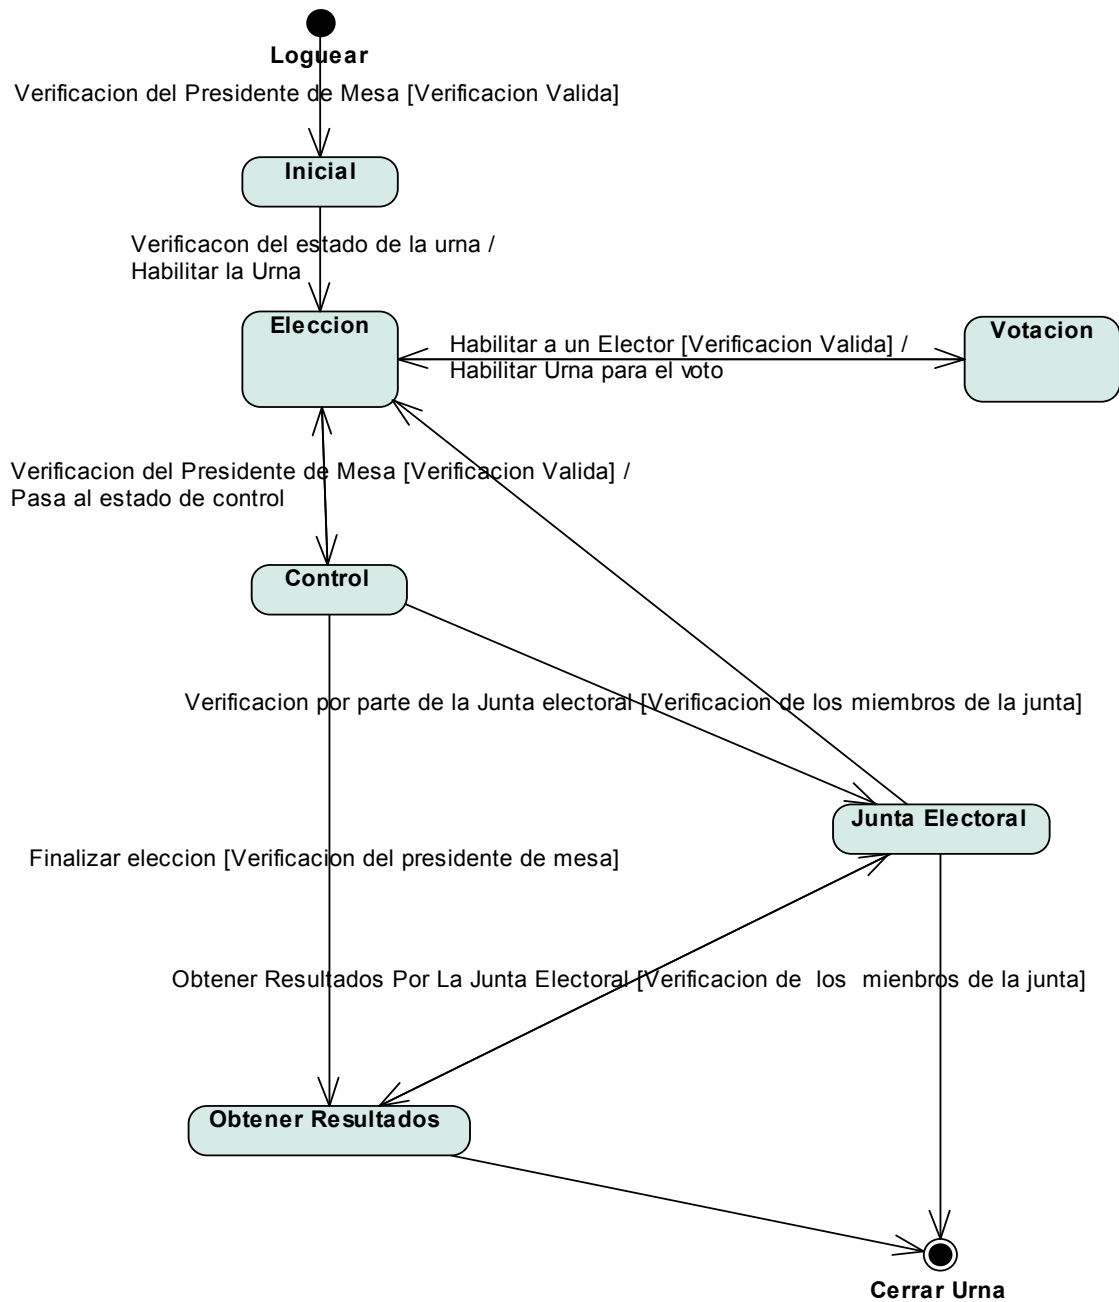 Loguear
Verificacion del Presidente de Mesa [Verificacion Valida]
Inicial
Verificacon del estado de la urna /
Habilitar la Urna
Eleccion
Votacion
Habilitar a un Elector [Verificacion Valida] /
Habilitar Urna para el voto
Verificacion del Presidente de Mesa [Verificacion Valida] /
Pasa al estado de control
Control
Verificacion por parte de la Junta electoral [Verificacion de los miembros de la junta]
Junta Electoral
Finalizar eleccion [Verificacion del presidente de mesa]
Obtener Resultados Por La Junta Electoral [Verificacion de los mienbros de la junta]
Obtener Resultados
Cerrar Urna